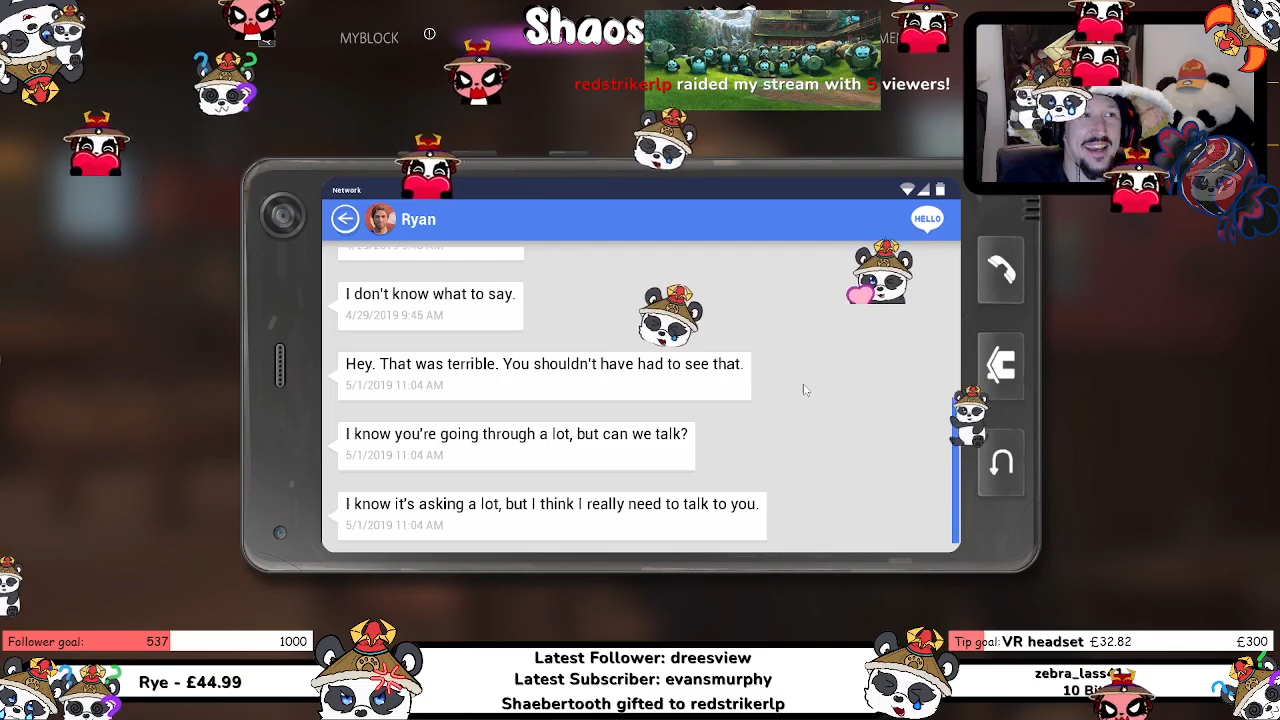 Shaos
MYBLOCK
redstrikerlp raided my stream with 5 viewers!
Network
Ryan
HELLO
I don't know what to say.
4/29/2019 9:45 AM
Hey. That was terrible. You shouldn't have had to see that.
5/1/2019 11:04 AM
I know you're going through a lot, but can we talk?
5/1/2019 11:04 AM
I know it's asking a lot, but I think I really need to talk to you.
5/1/2019 11:04 AM
Follower goal: 537 1000
Tip goal: VR headset £32.82 £300
Rye - £44.99
Latest Follower: dreesview
Latest Subscriber: evansmurphy
Shaebertooth gifted to redstrikerlp
10